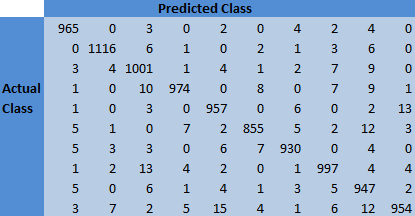 Predicted Class
965 0 3 0 2 0 4 2 4 0
0 1116 6 1 0 2 1 3 6 0
3 4 1001 1 4 1 2 7 9 0
Actual 1 0 10 974 0 8 0 7 9 1
Class 1 0 3 0 957 0 6 0 2 13
5 1 0 7 2 855 5 2 12 3
5 3 3 0 6 7 930 0 4 0
1 2 13 4 2 0 1 997 4 4
5 0 6 1 4 1 3 5 947 2
3 7 2 5 15 4 1 6 12 954